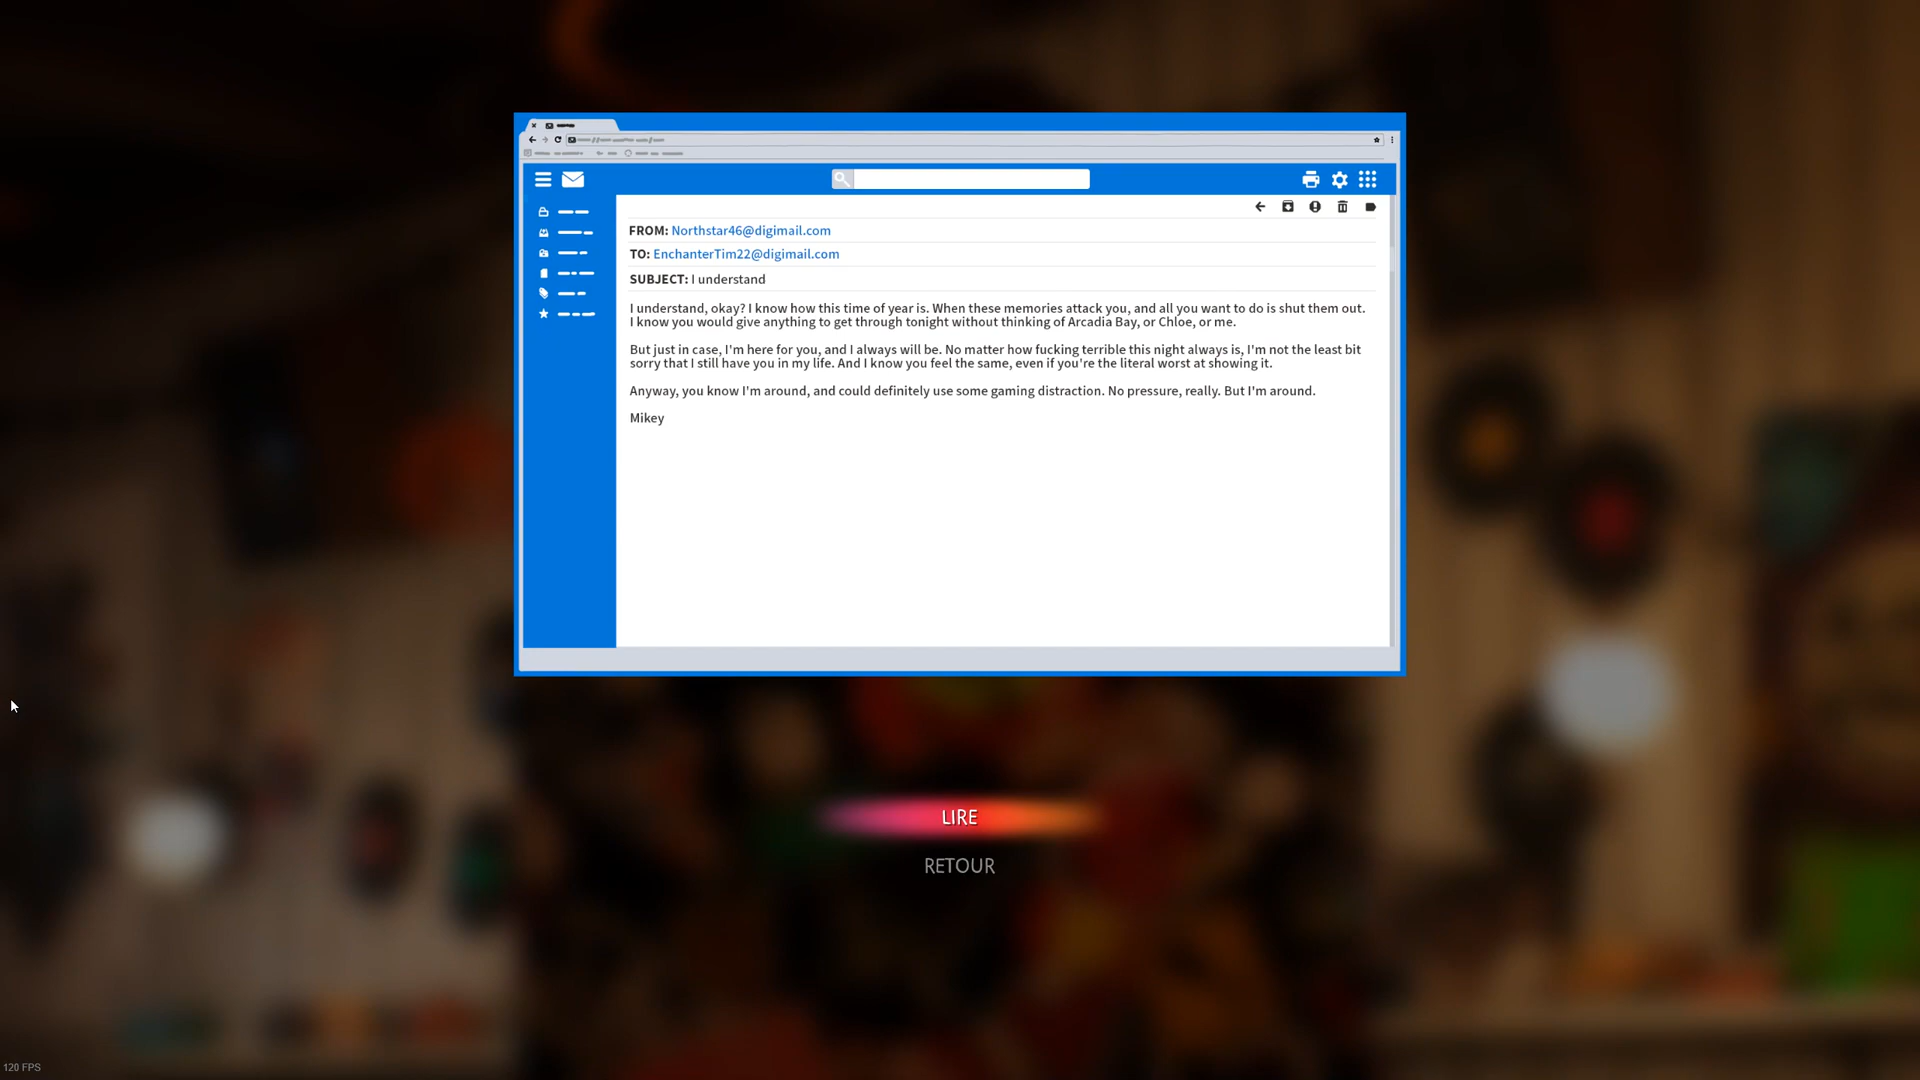 FROM: Northstar46@digimail.com
TO: EnchanterTim22@digimail.com
SUBJECT: I understand
I understand, okay? I know how this time of year is. When these memories attack you, and all you want to do is shut them out.
I know you would give anything to get through tonight without thinking of Arcadia Bay, or Chloe, or me.
But just in case, I'm here for you, and I always will be. No matter how fucking terrible this night always is, I'm not the least bit
sorry that I still have you in my life. And I know you feel the same, even if you're the literal worst at showing it.
Anyway, you know I'm around, and could definitely use some gaming distraction. No pressure, really. But I'm around.
Mikey
LIRE
RETOUR
120 FPS